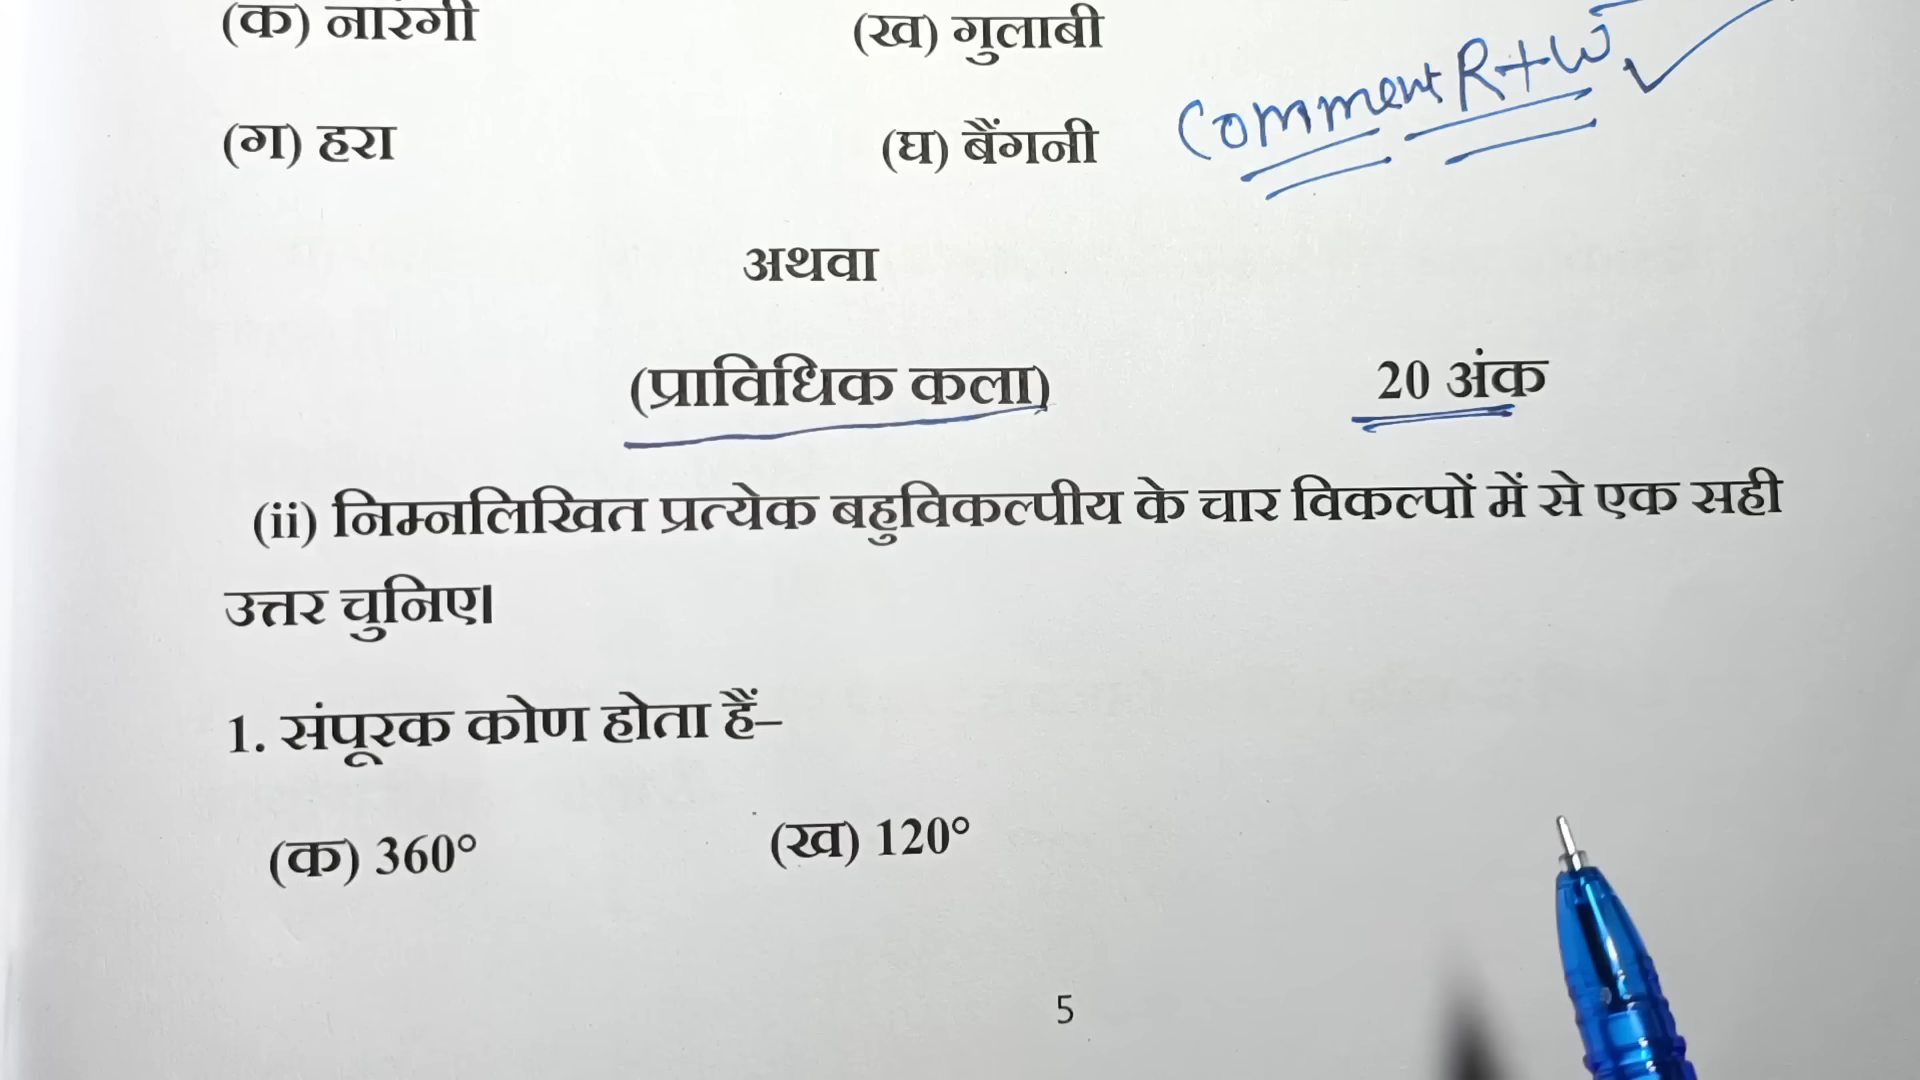 (क) नारंगी (ख) गुलाबी
Comment R+W
(ग) हरा (घ) बैंगनी
अथवा
(प्राविधिक कला) 20 अंक
(ii) निम्नलिखित प्रत्येक बहुविकल्पीय के चार विकल्पों में से एक सही
उत्तर चुनिए।
1. संपूरक कोण होता हैं–
(क) 360° (ख) 120°
5